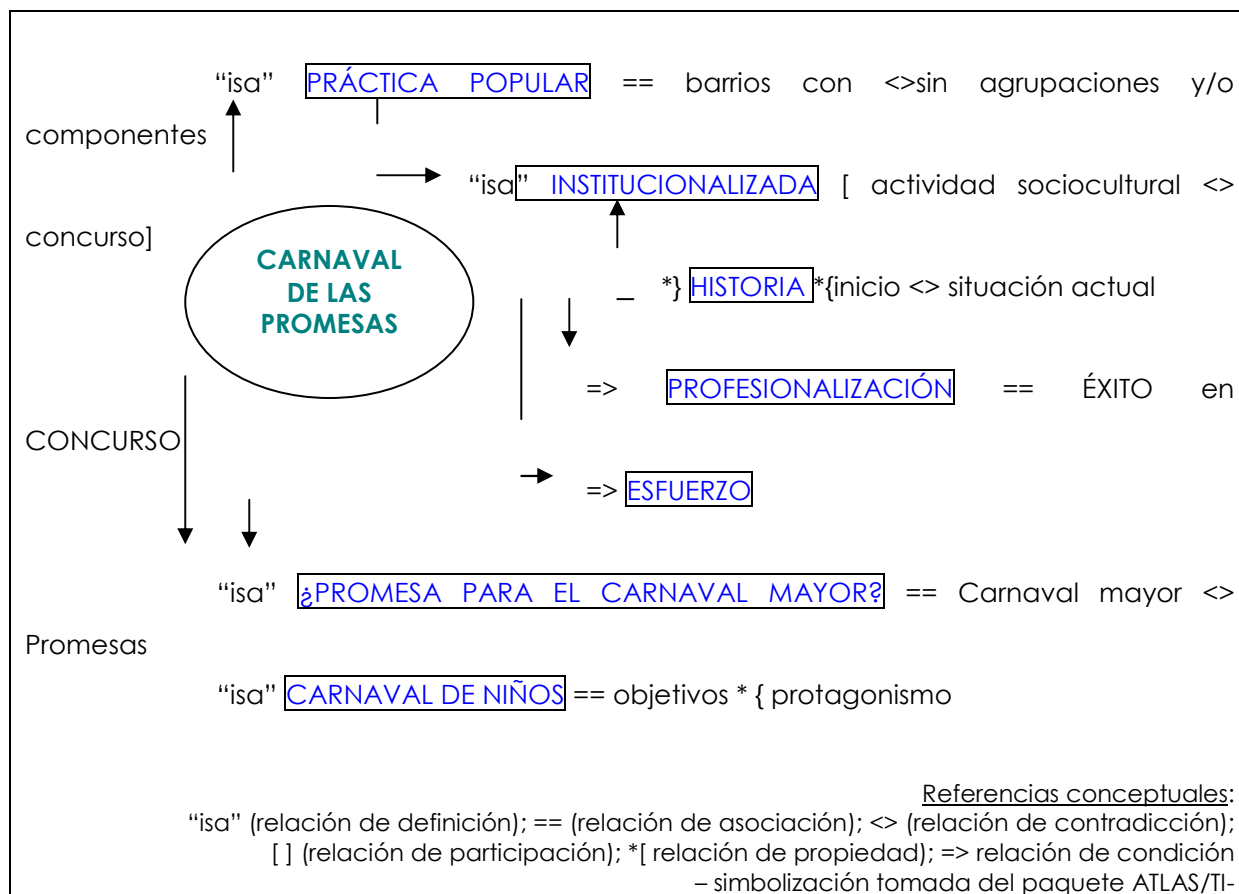 “isa” PRÁCTICA POPULAR == barrios con <>sin agrupaciones y/o
componentes
“isa” INSTITUCIONALIZADA [ actividad sociocultural <>
concurso]
CARNAVAL
DE LAS
PROMESAS
*} HISTORIA *{inicio <> situación actual
=> PROFESIONALIZACIÓN == ÉXITO en
CONCURSO
=> ESFUERZO
“isa” ¿PROMESA PARA EL CARNAVAL MAYOR? == Carnaval mayor <>
Promesas
“isa” CARNAVAL DE NIÑOS == objetivos * { protagonismo
Referencias conceptuales:
“isa” (relación de definición); == (relación de asociación); <> (relación de contradicción);
[ ] (relación de participación); *[ relación de propiedad); => relación de condición
– simbolización tomada del paquete ATLAS/TI-